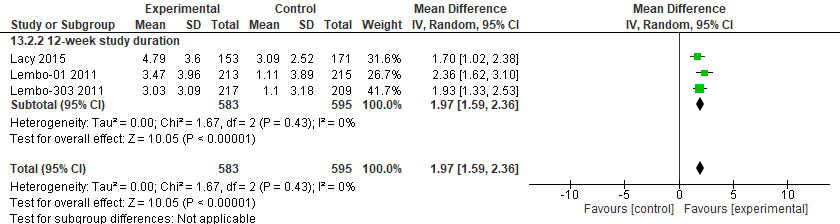 Experimental Control Mean Difference Mean Difference
Study or Subgroup Mean SD Total Mean SD Total Weight IV, Random, 95% CI IV, Random, 95% CI
13.2.2 12-week study duration
Lacy 2015 4.79 3.6 153 3.09 2.52 171 31.6% 1.70 [1.02, 2.38]
Lembo-01 2011 3.47 3.96 213 1.11 3.89 215 26.7% 2.36 [1.62, 3.10]
Lembo-303 2011 3.03 3.09 217 1.1 3.18 209 41.7% 1.93 [1.33, 2.53]
Subtotal (95% CI) 583 595 100.0% 1.97 [1.59, 2.36]
Heterogeneity: Tau² = 0.00; Chi² = 1.67, df = 2 (P = 0.43); I² = 0%
Test for overall effect: Z = 10.05 (P < 0.00001)
Total (95% CI) 583 595 100.0% 1.97 [1.59, 2.36]
Heterogeneity: Tau² = 0.00; Chi² = 1.67, df = 2 (P = 0.43); I² = 0%
Test for overall effect: Z = 10.05 (P < 0.00001)
Test for subgroup differences: Not applicable
-10 -5 0 5 10
Favours [control] Favours [experimental]